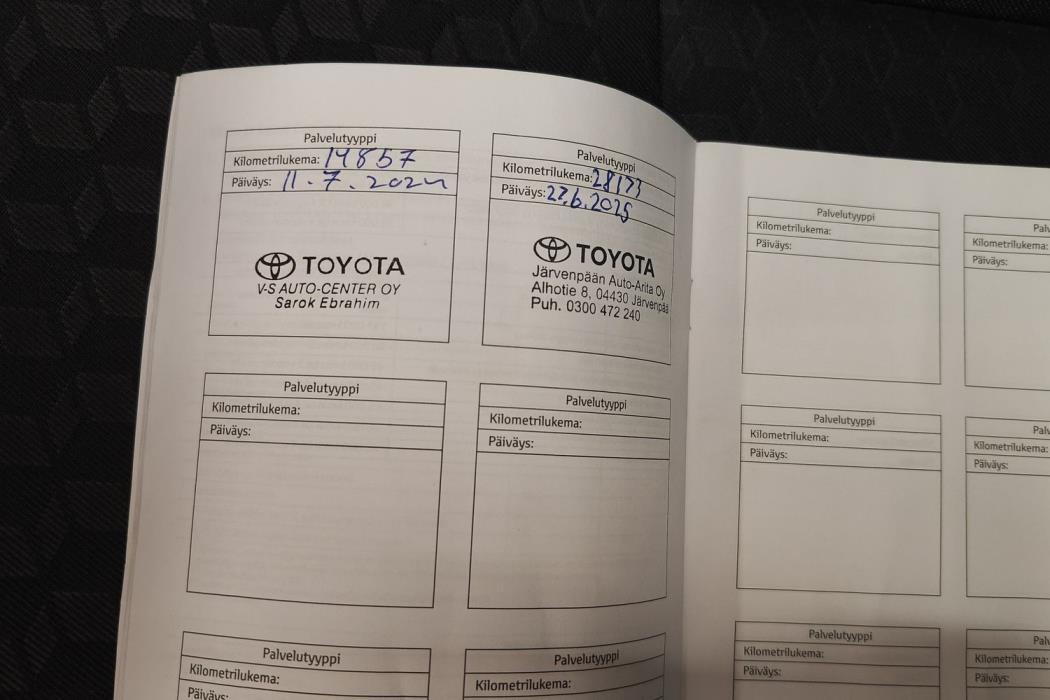 Palvelutyyppi
Kilometrilukema: 14857
Päiväys: 11.7.2024
TOYOTA
V-S AUTO-CENTER OY
Sarok Ebrahim
Palvelutyyppi
Kilometrilukema: 28173
Päiväys: 27.6.2025
TOYOTA
Järvenpään Auto-Arita Oy
Alhotie 8, 04430 Järvenpää
Puh. 0300 472 240
Palvelutyyppi
Kilometrilukema:
Päiväys:
Palvelutyyppi
Kilometrilukema:
Päiväys:
Palvelutyyppi
Kilometrilukema:
Päiväys:
Palvelutyyppi
Kilometrilukema:
Palvelutyyppi
Kilometrilukema:
Päiväys:
Palv
Kilometrilukema:
Päiväys:
Palvelutyyppi
Kilometrilukema:
Päiväys:
Palv
Kilometrilukema:
Päiväys:
Palvelutyyppi
Kilometrilukema:
Päiväys:
Palv
Kilometrilukema:
Päiväys: